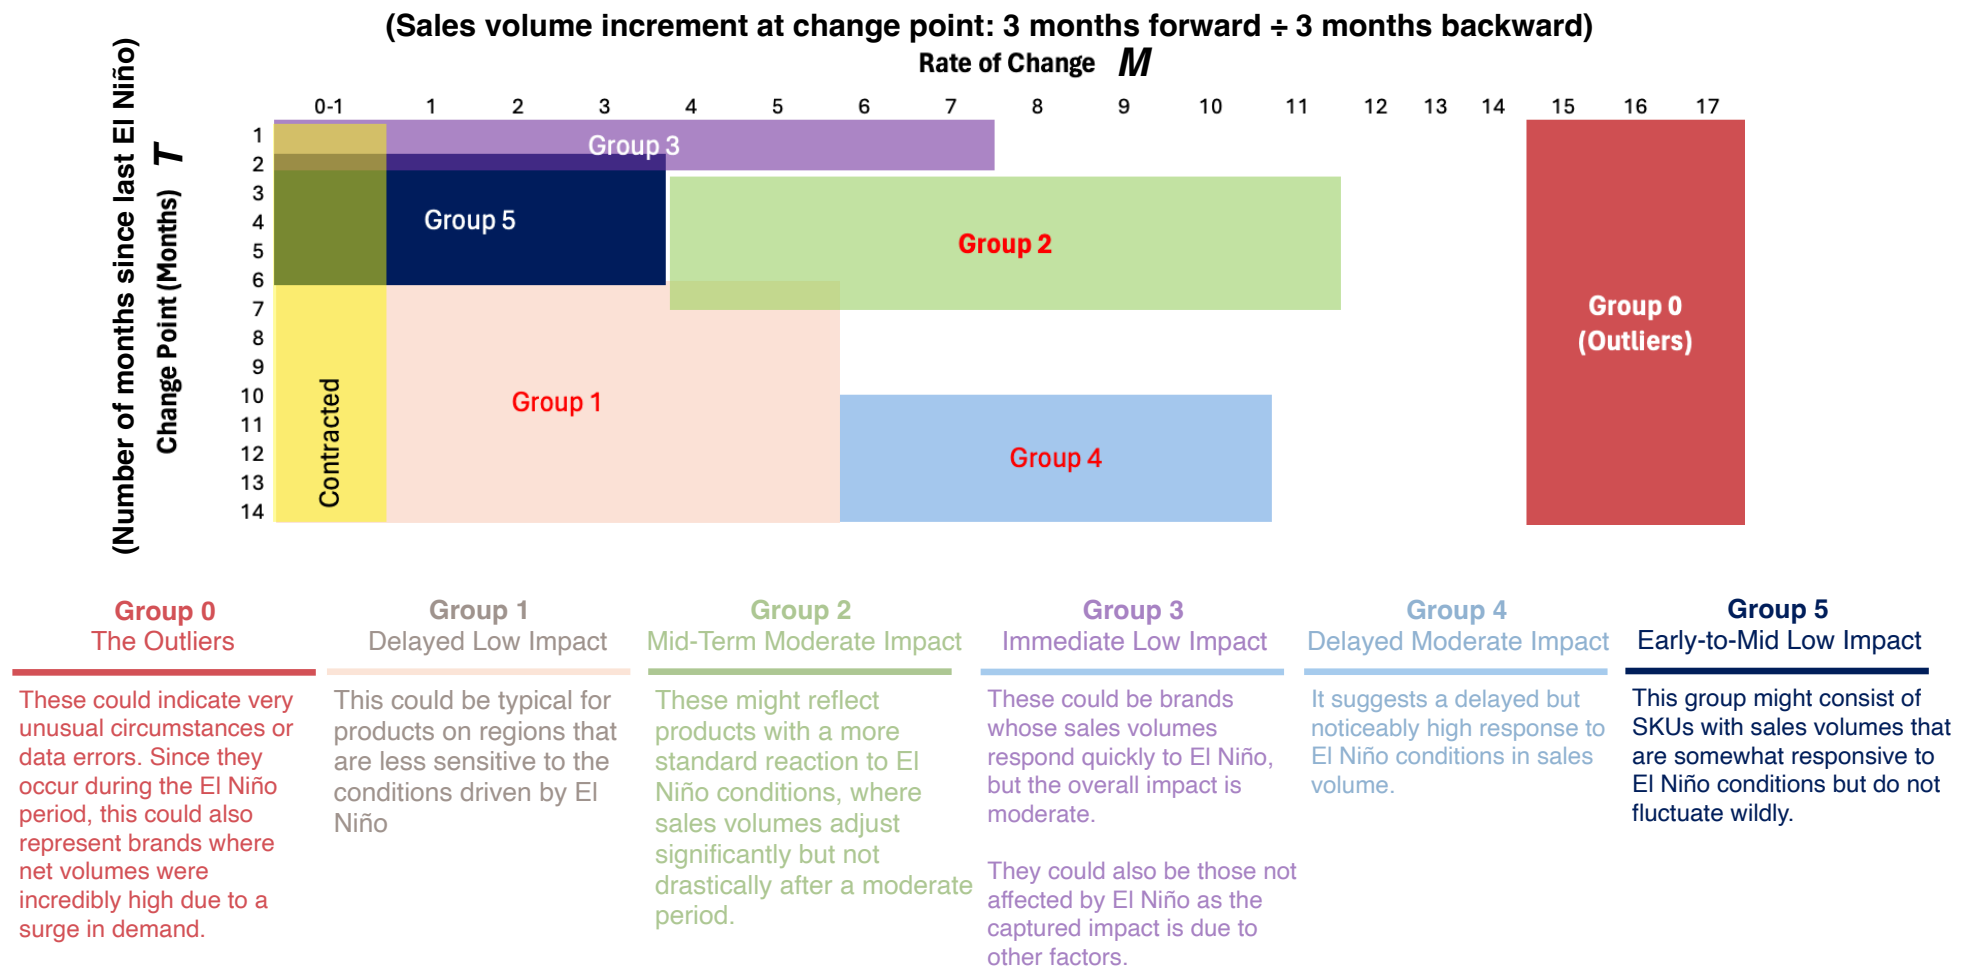 (Sales volume increment at change point: 3 months forward ÷ 3 months backward)
Rate of Change M
(Number of months since last El Niño)
Change Point (Months) T
0-1 1 2 3 4 5 6 7 8 9 10 11 12 13 14 15 16 17
1
2
3
4
5
6
7
8
9
10
11
12
13
14
Group 3
Group 5
Group 2
Group 0
(Outliers)
Contracted
Group 1
Group 4
Group 0
The Outliers
These could indicate very
unusual circumstances or
data errors. Since they
occur during the El Niño
period, this could also
represent brands where
net volumes were
incredibly high due to a
surge in demand.
Group 1
Delayed Low Impact
This could be typical for
products on regions that
are less sensitive to the
conditions driven by El
Niño
Group 2
Mid-Term Moderate Impact
These might reflect
products with a more
standard reaction to El
Niño conditions, where
sales volumes adjust
significantly but not
drastically after a moderate
period.
Group 3
Immediate Low Impact
These could be brands
whose sales volumes
respond quickly to El Niño,
but the overall impact is
moderate.
They could also be those not
affected by El Niño as the
captured impact is due to
other factors.
Group 4
Delayed Moderate Impact
It suggests a delayed but
noticeably high response to
El Niño conditions in sales
volume.
Group 5
Early-to-Mid Low Impact
This group might consist of
SKUs with sales volumes that
are somewhat responsive to
El Niño conditions but do not
fluctuate wildly.